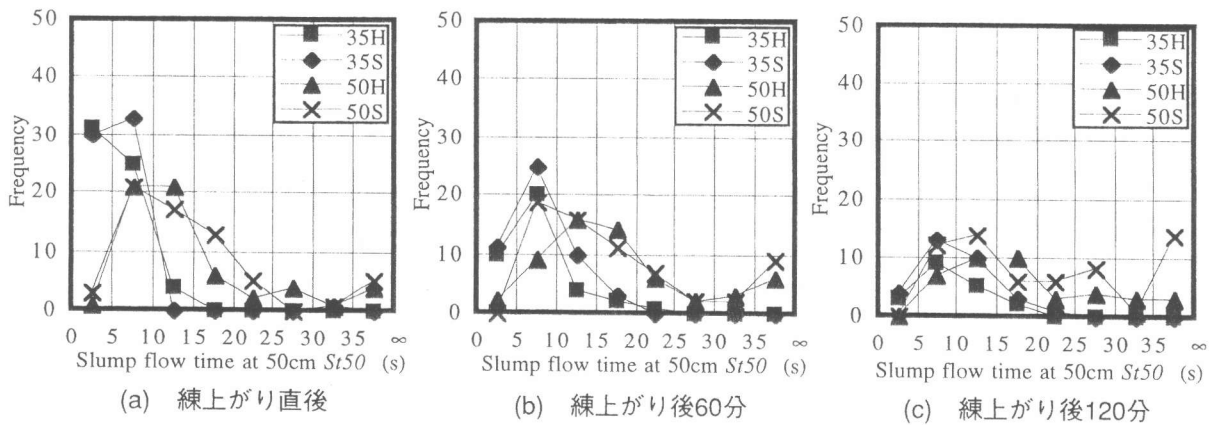 50
40
30
20
10
0
Frequency
35H
35S
50H
50S
0 5 10 15 20 25 30 35 ∞
Slump flow time at 50cm St50 (s)
(a) 練上がり直後
50
40
30
20
10
0
Frequency
35H
35S
50H
50S
0 5 10 15 20 25 30 35 ∞
Slump flow time at 50cm St50 (s)
(b) 練上がり後60分
50
40
30
20
10
0
Frequency
35H
35S
50H
50S
0 5 10 15 20 25 30 35 ∞
Slump flow time at 50cm St50 (s)
(c) 練上がり後120分